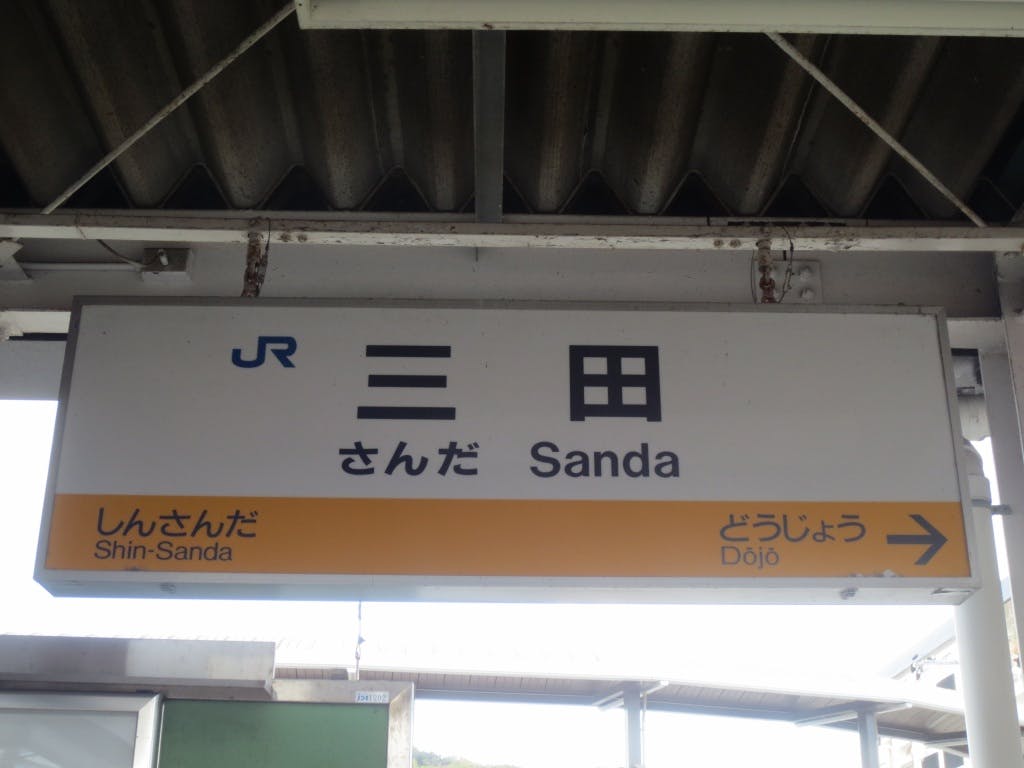 JR 三田
さんだ Sanda
しんさんだ
Shin-Sanda
どうじょう
Dōjō
→